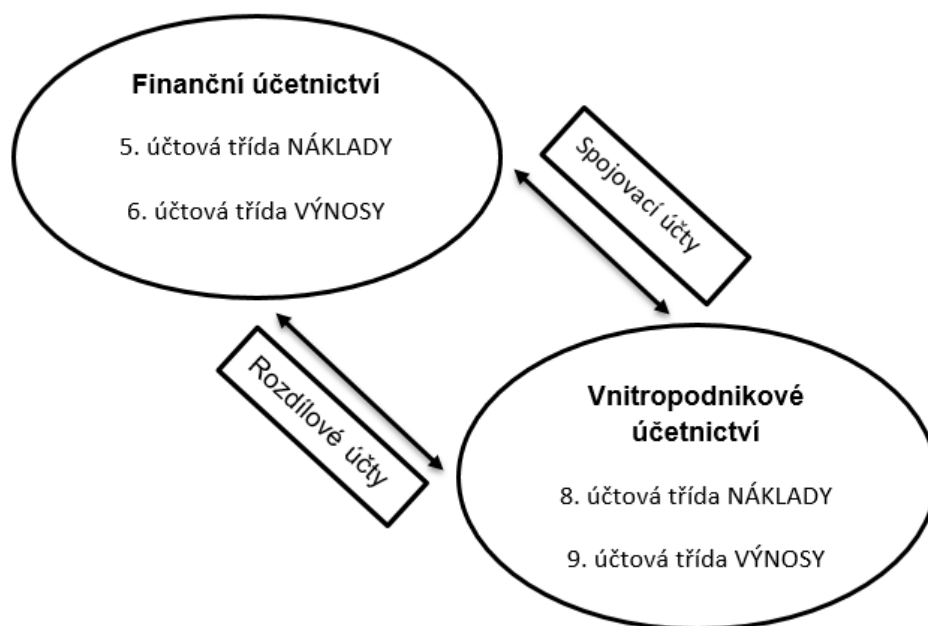 Finanční účetnictví
5. účtová třída NÁKLADY
6. účtová třída VÝNOSY
Spojovací účty
Rozdílové účty
Vnitropodnikové
účetnictví
8. účtová třída NÁKLADY
9. účtová třída VÝNOSY